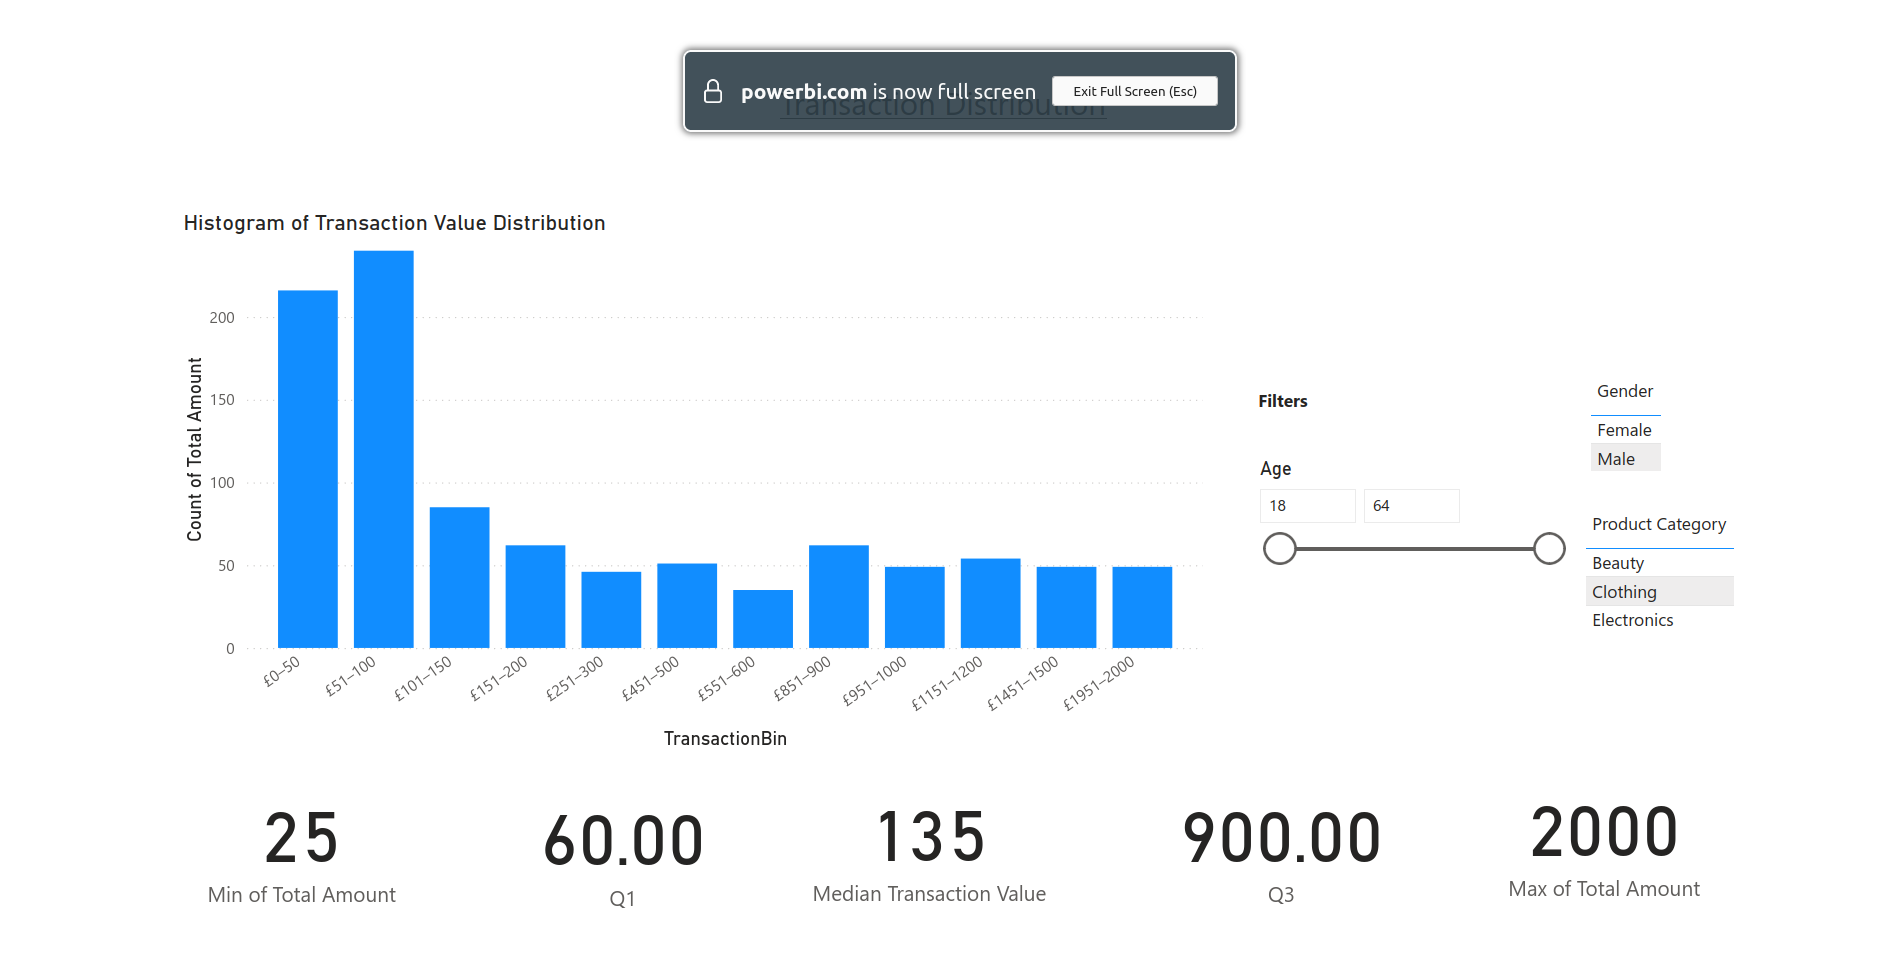 powerbi.com is now full screen
Exit Full Screen (Esc)
Transaction Distribution
Histogram of Transaction Value Distribution
Count of Total Amount
200
150
100
50
0
£0–50
£51–100
£101–150
£151–200
£251–300
£451–500
£551–600
£851–900
£951–1000
£1151–1200
£1451–1500
£1951–2000
TransactionBin
Filters
Age
18
64
Gender
Female
Male
Product Category
Beauty
Clothing
Electronics
25
Min of Total Amount
60.00
Q1
135
Median Transaction Value
900.00
Q3
2000
Max of Total Amount